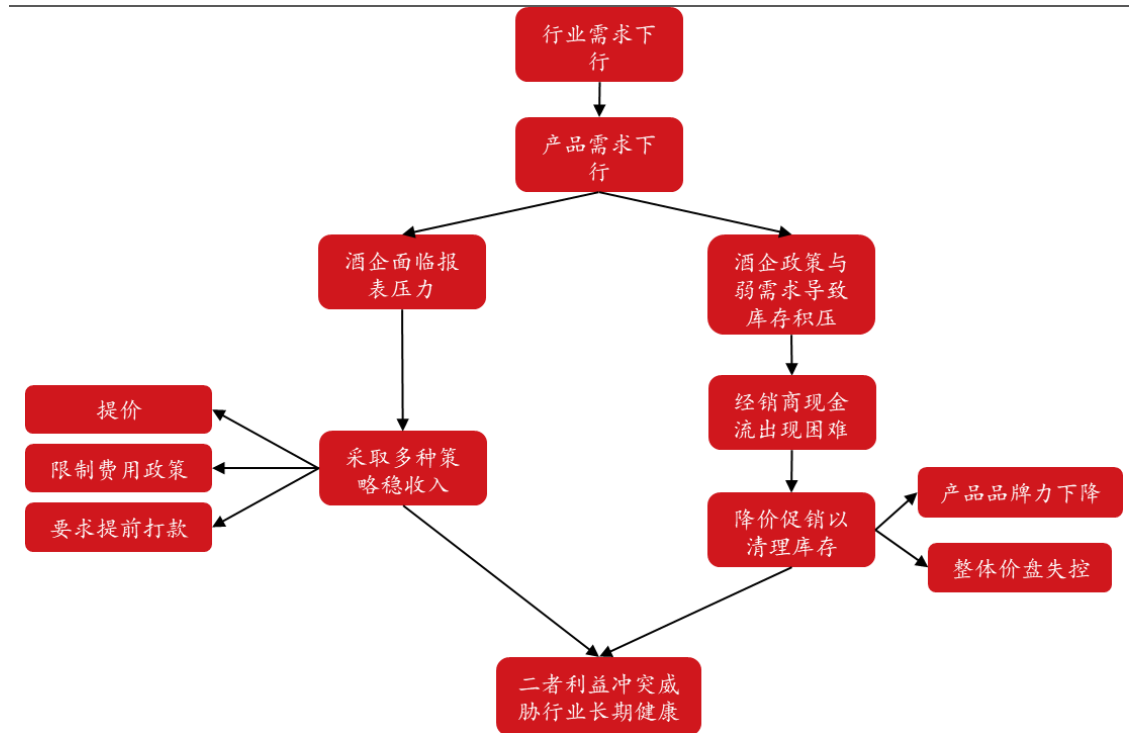 行业需求下
行
产品需求下
行
酒企面临报
表压力
酒企政策与
弱需求导致
库存积压
提价
限制费用政策
要求提前打款
采取多种策
略稳收入
经销商现金
流出现困难
降价促销以
清理库存
产品品牌力下降
整体价盘失控
二者利益冲突威
胁行业长期健康